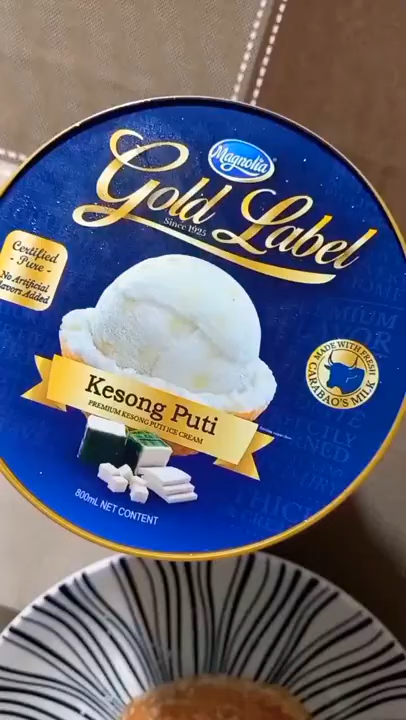 Magnolia
Gold Label
Since 1925
Certified
- Pure -
No Artificial
Flavors Added
MADE WITH FRESH
CARABAO'S MILK
Kesong Puti
PREMIUM KESONG PUTI ICE CREAM
800mL NET CONTENT